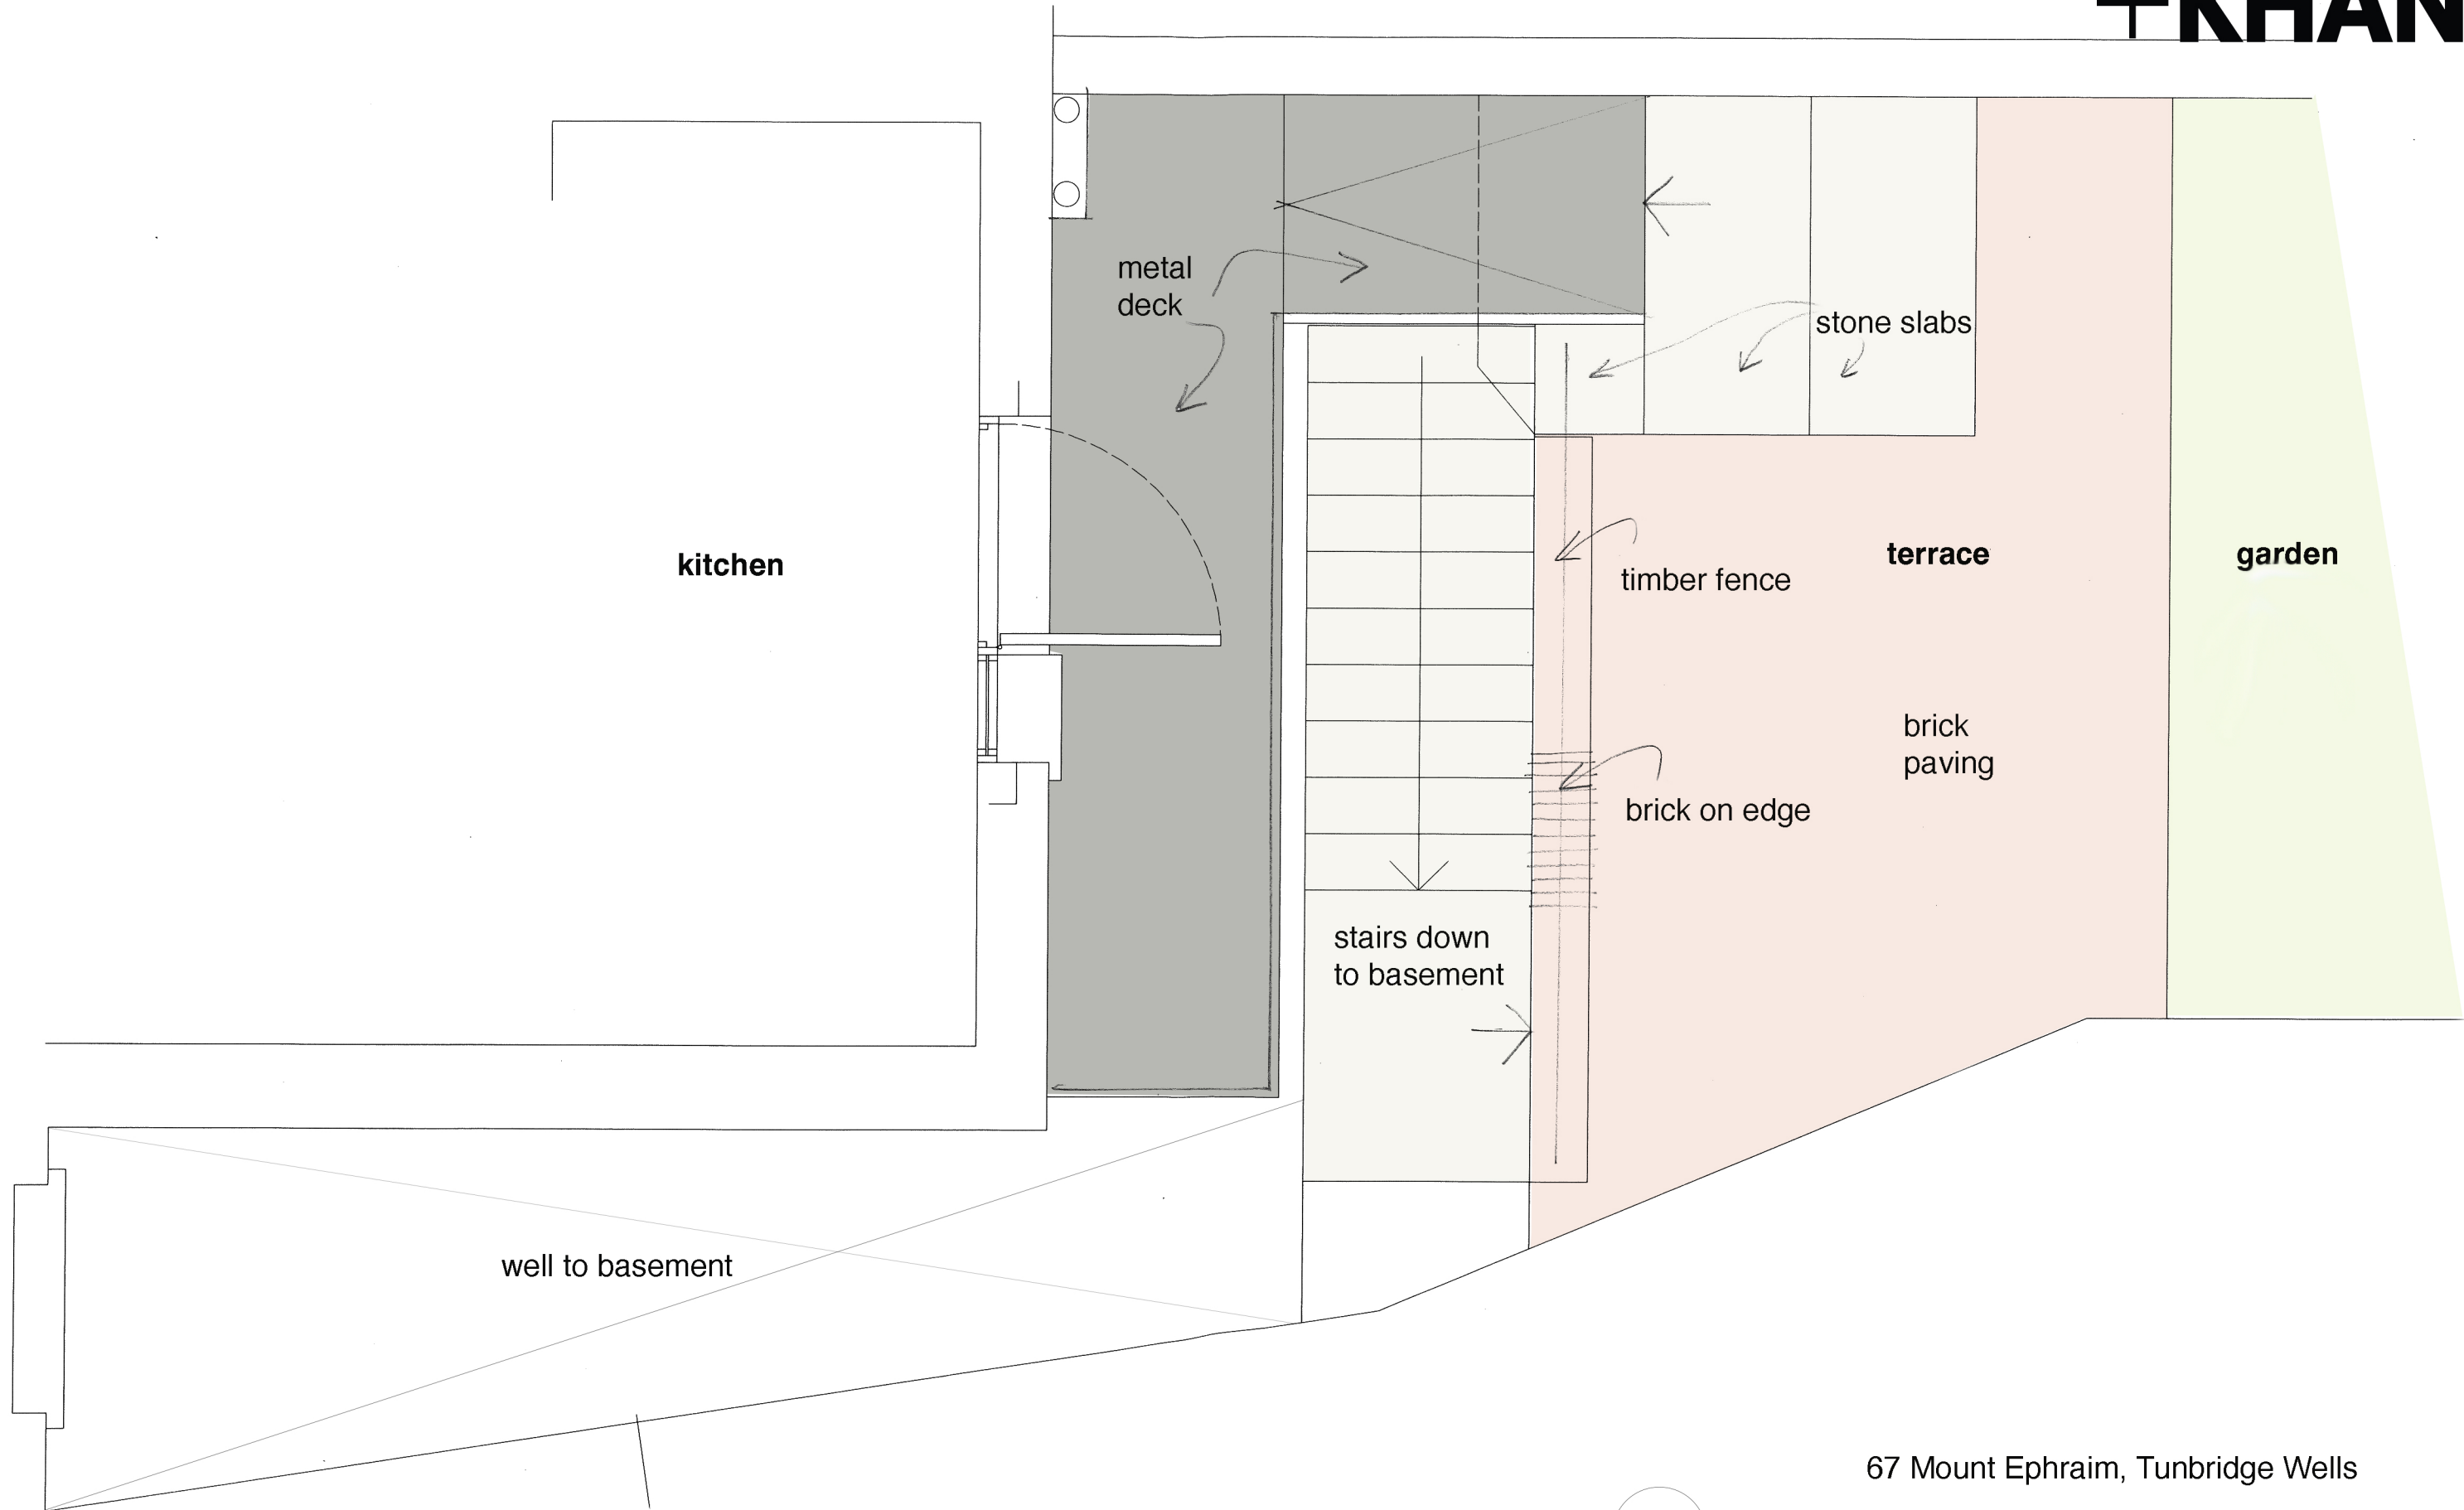 +KHAN
metal
deck
stone slabs
kitchen
timber fence
terrace
garden
brick
paving
brick on edge
stairs down
to basement
well to basement
67 Mount Ephraim, Tunbridge Wells